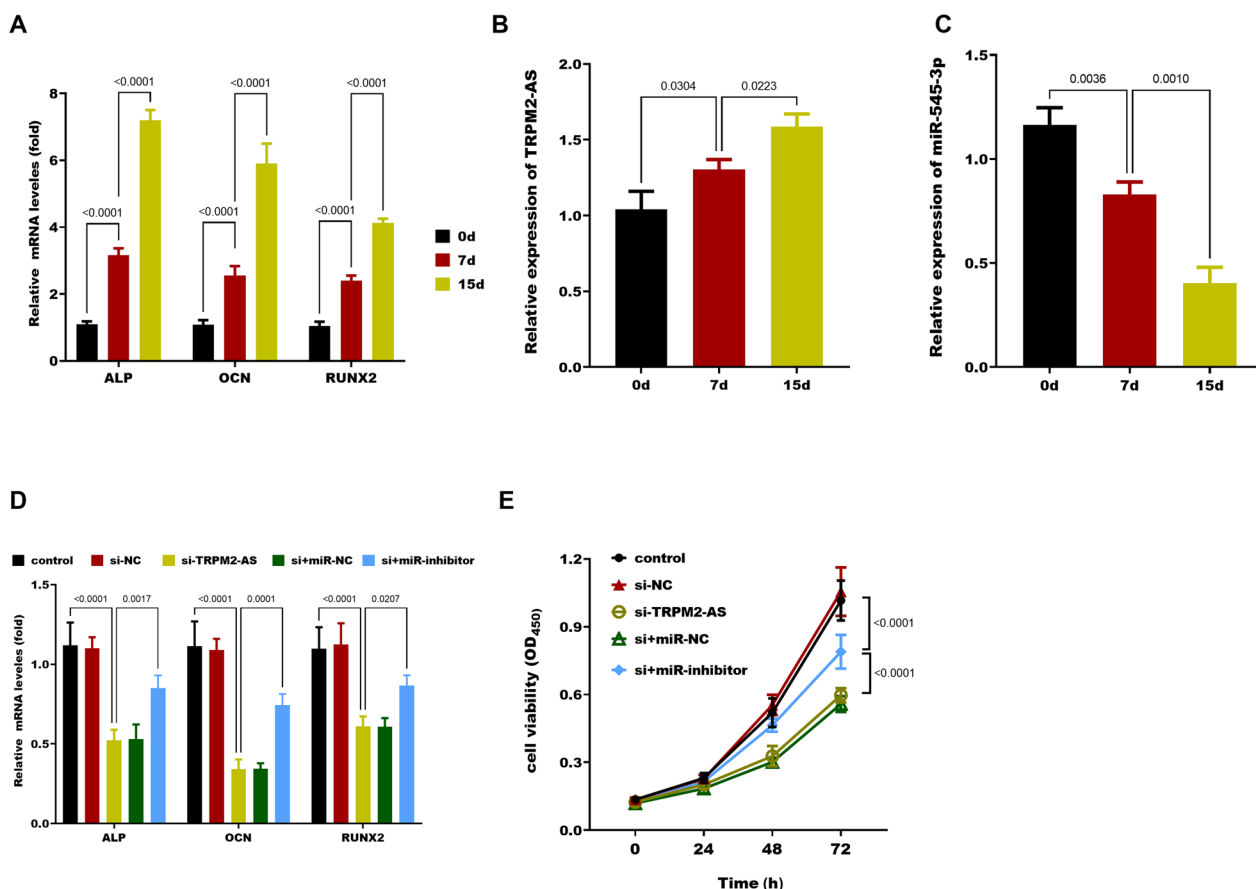 A
Relative mRNA leveles (fold)
8
6
4
2
0
<0.0001
<0.0001
<0.0001
<0.0001
<0.0001
<0.0001
ALP OCN RUNX2
0d
7d
15d
B
Relative expression of TRPM2-AS
2.0
1.5
1.0
0.5
0.0
0.0304 0.0223
0d 7d 15d
C
Relative expression of miR-545-3p
1.5
1.0
0.5
0.0
0.0036 0.0010
0d 7d 15d
D
control si-NC si-TRPM2-AS si+miR-NC si+miR-inhibitor
Relative mRNA leveles (fold)
1.5
1.0
0.5
0.0
<0.0001 0.0017 <0.0001 0.0001 <0.0001 0.0207
ALP OCN RUNX2
E
cell viability (OD450)
1.2
0.9
0.6
0.3
0.0
control
si-NC
si-TRPM2-AS
si+miR-NC
si+miR-inhibitor
<0.0001
<0.0001
0 24 48 72
Time (h)